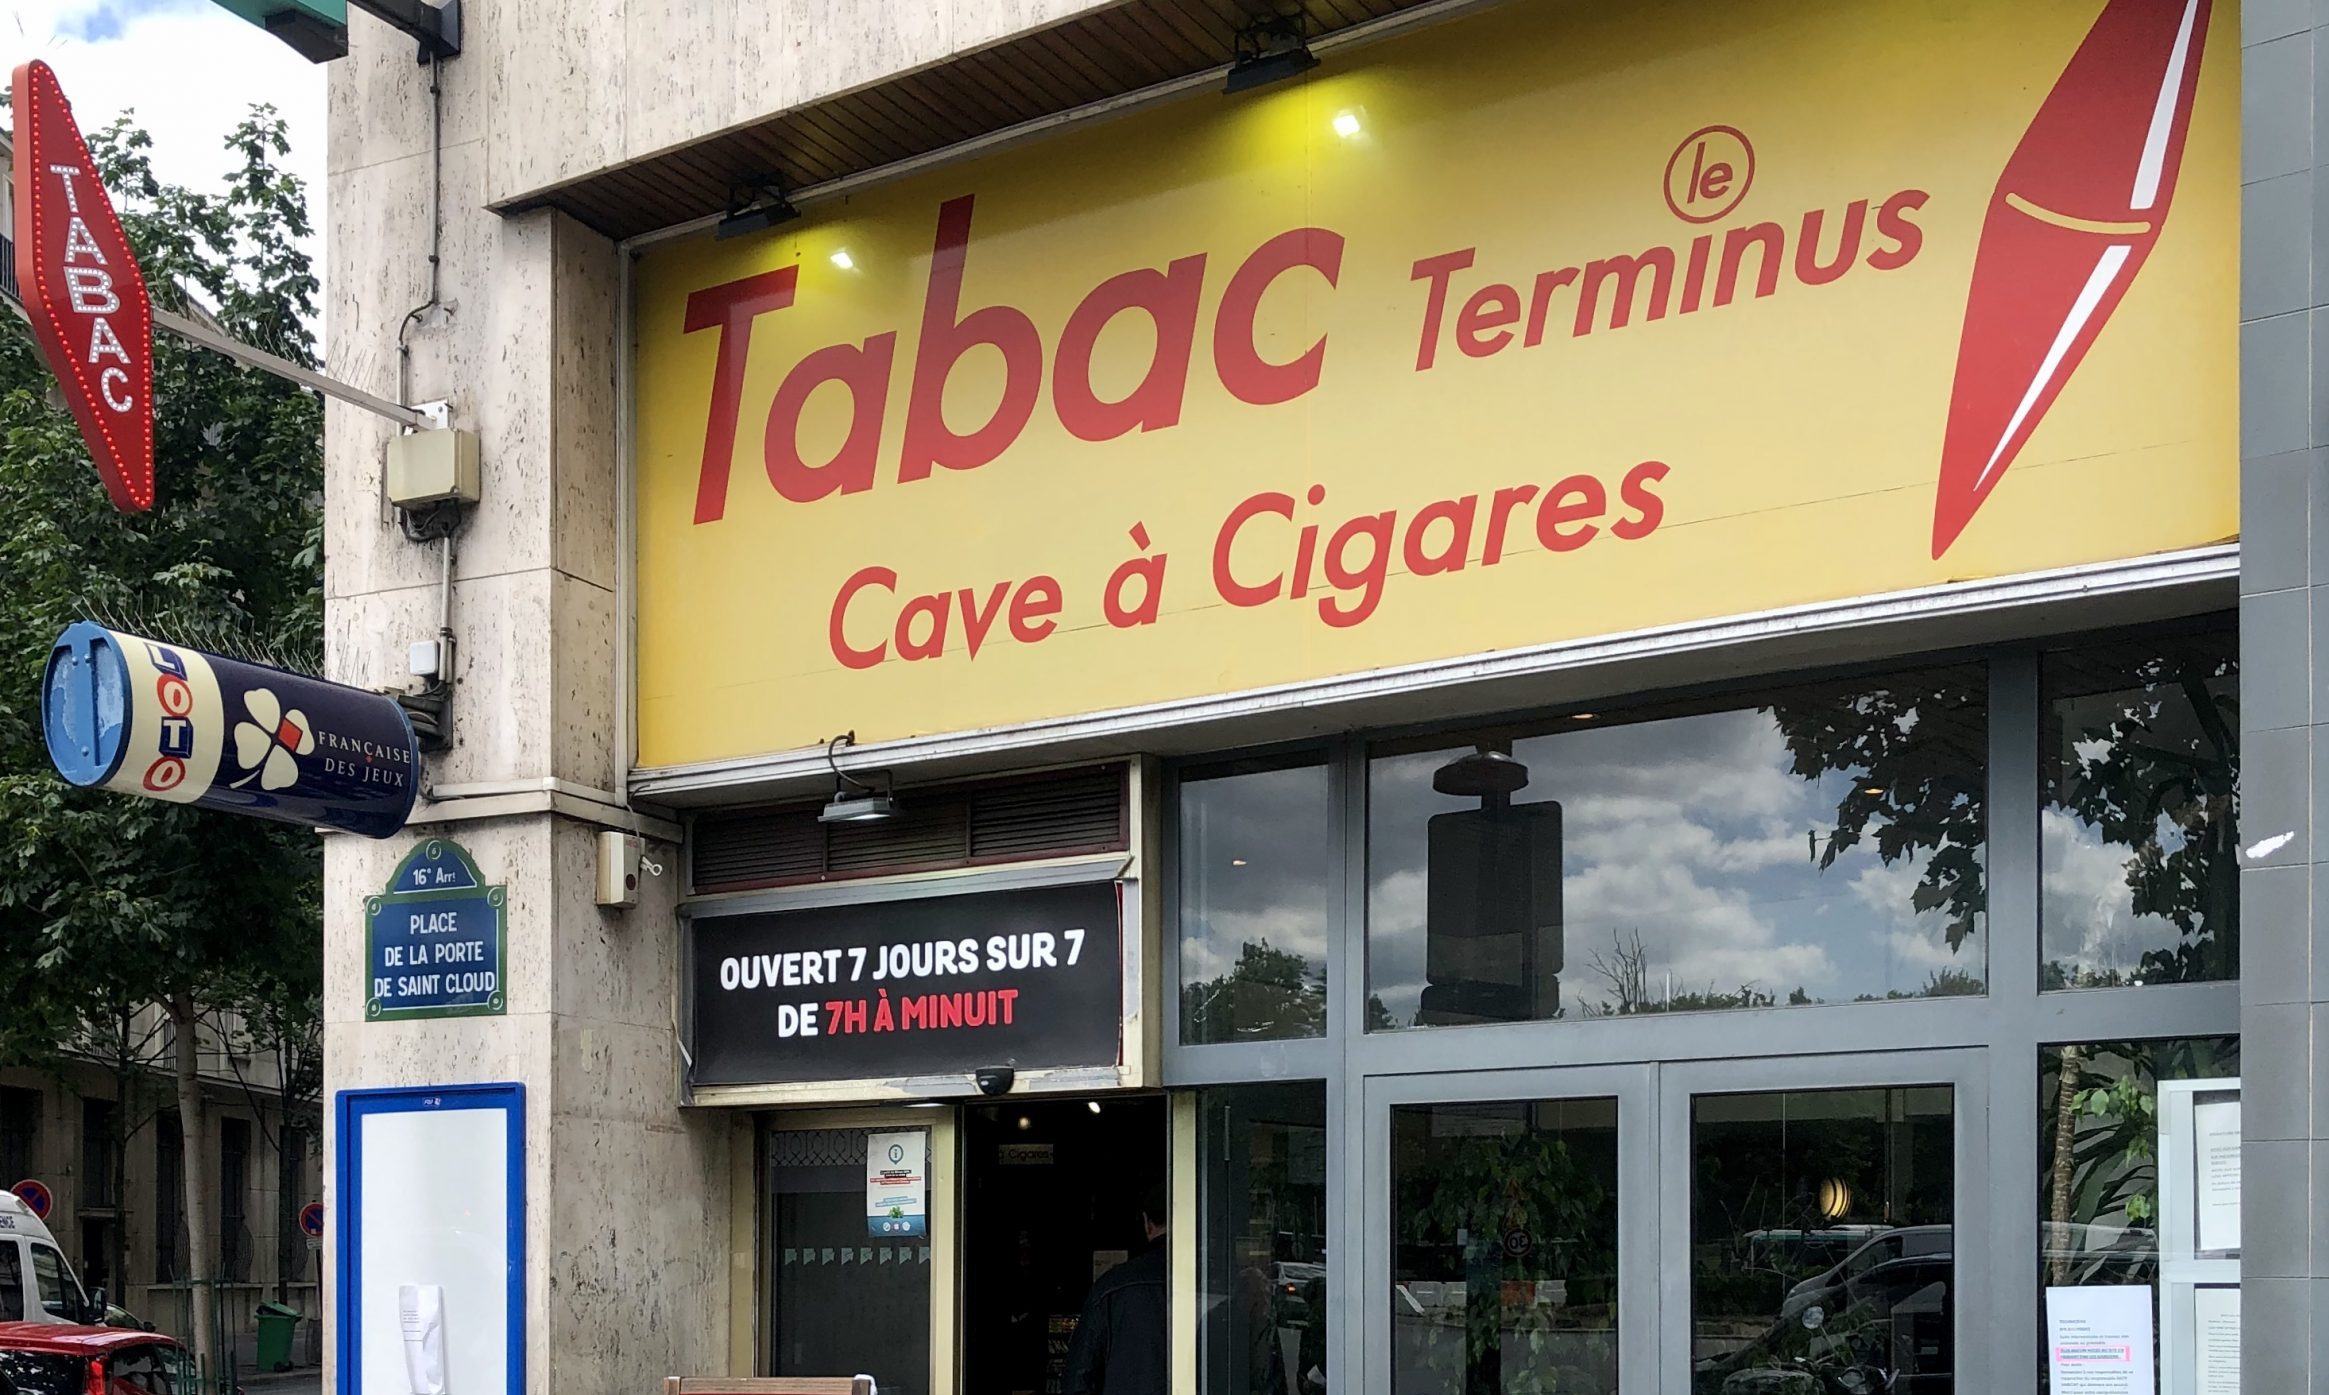 TABAC
Tabac le Terminus
Cave à Cigares
LOTO
FRANÇAISE
DES JEUX
16e Arrt
PLACE
DE LA PORTE
DE SAINT CLOUD
OUVERT 7 JOURS SUR 7
DE 7H À MINUIT
à Cigares